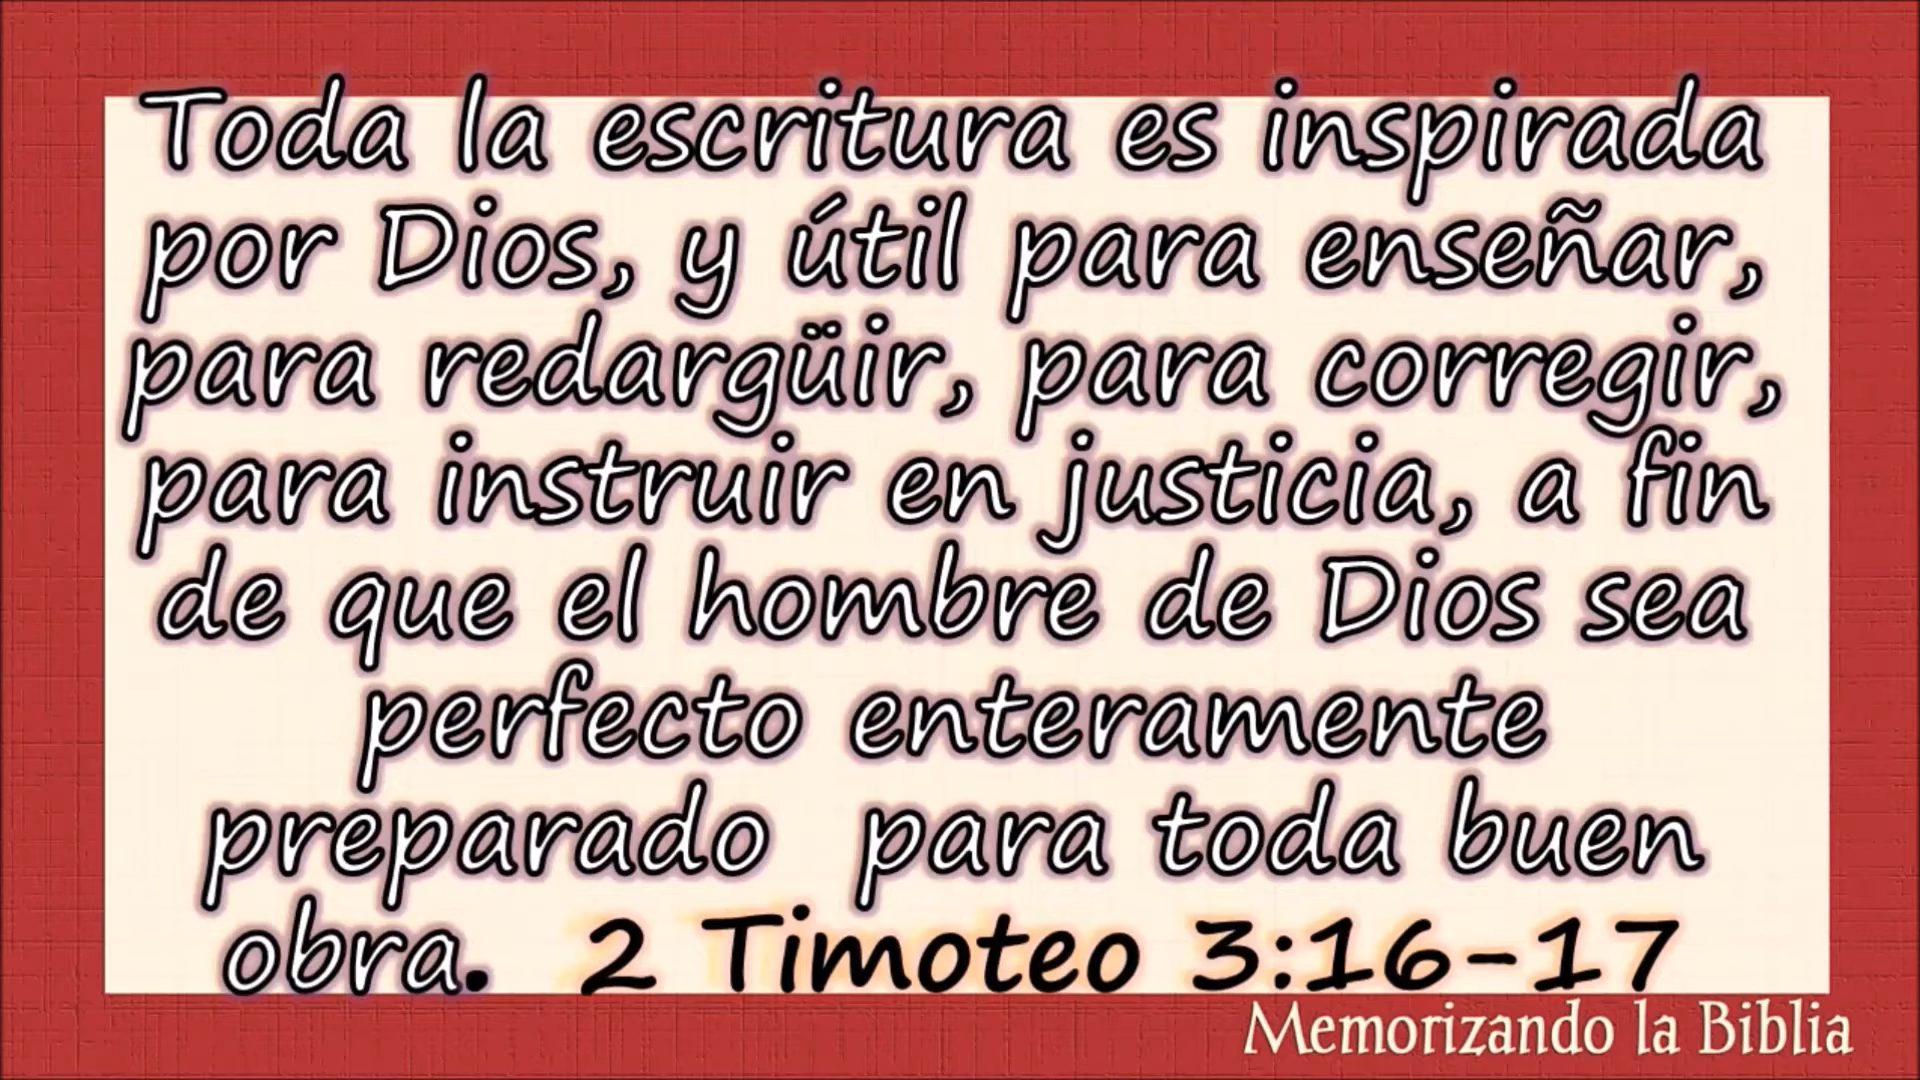 Toda la escritura es inspirada
por Dios, y útil para enseñar,
para redargüir, para corregir,
para instruir en justicia, a fin
de que el hombre de Dios sea
perfecto enteramente
preparado para toda buen
obra. 2 Timoteo 3:16-17
Memorizando la Biblia